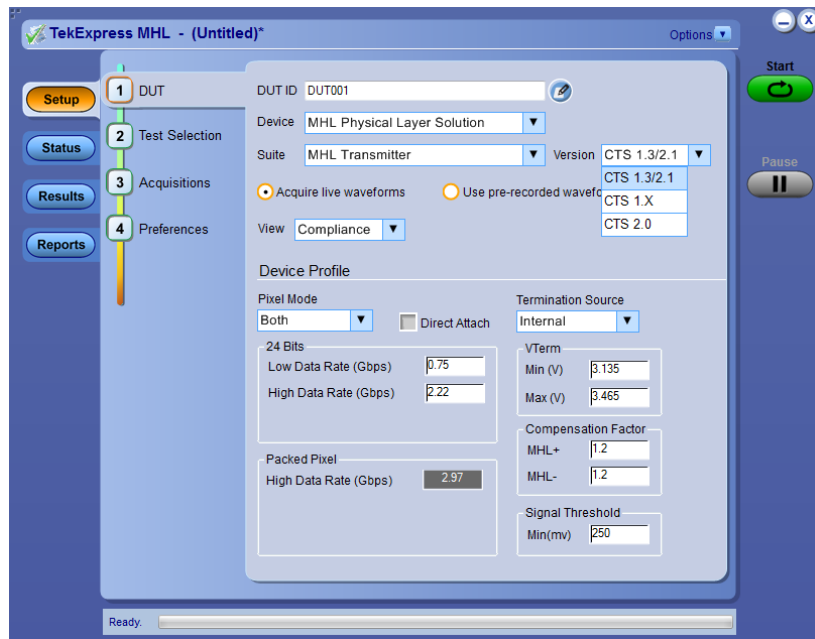 TekExpress MHL - (Untitled)*
Options
Start
Pause
Setup
Status
Results
Reports
1 DUT
2 Test Selection
3 Acquisitions
4 Preferences
DUT ID DUT001
Device MHL Physical Layer Solution
Suite MHL Transmitter Version CTS 1.3/2.1
CTS 1.3/2.1
CTS 1.X
CTS 2.0
Acquire live waveforms Use pre-recorded wavefo
View Compliance
Device Profile
Pixel Mode
Both
Direct Attach
Termination Source
Internal
24 Bits
Low Data Rate (Gbps) 0.75
High Data Rate (Gbps) 2.22
Packed Pixel
High Data Rate (Gbps) 2.97
VTerm
Min (V) 3.135
Max (V) 3.465
Compensation Factor
MHL+ 1.2
MHL- 1.2
Signal Threshold
Min(mv) 250
Ready.